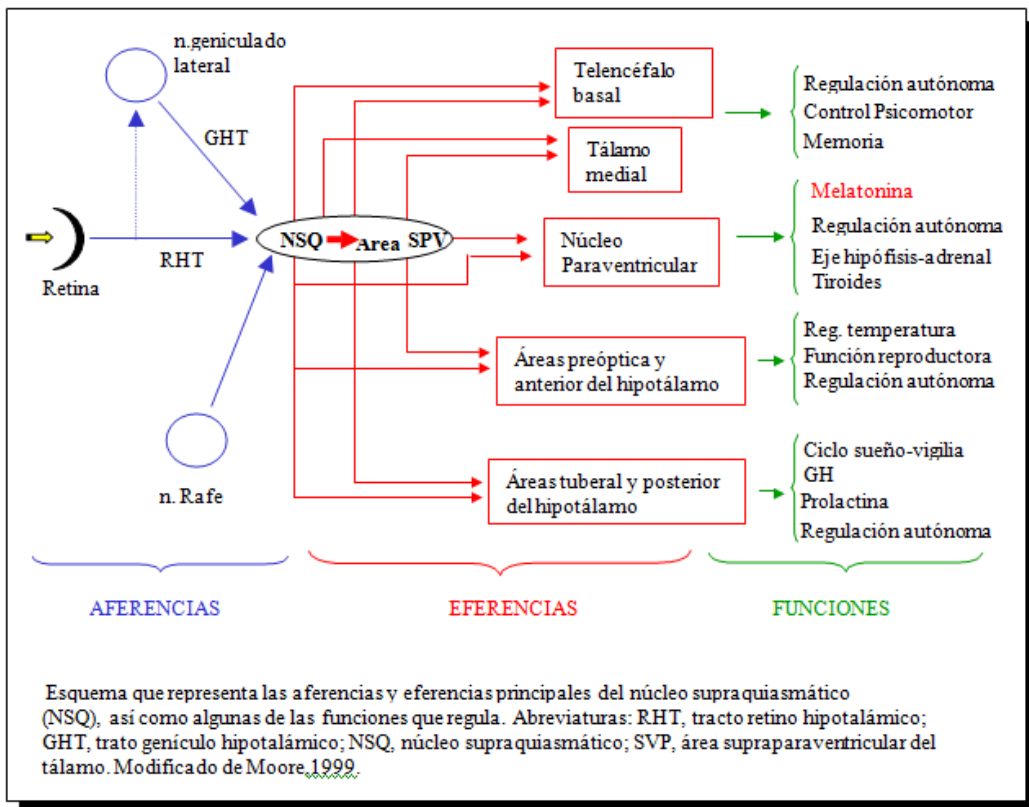 n.geniculado
lateral
GHT
RHT
Retina
n. Rafe
NSQ
Area
SPV
Telencéfalo
basal
Tálamo
medial
Núcleo
Paraventricular
Áreas preóptica y
anterior del hipotálamo
Áreas tuberal y posterior
del hipotálamo
Regulación autónoma
Control Psicomotor
Memoria
Melatonina
Regulación autónoma
Eje hipófisis-adrenal
Tiroides
Reg. temperatura
Función reproductora
Regulación autónoma
Ciclo sueño-vigilia
GH
Prolactina
Regulación autónoma
AFERENCIAS
EFERENCIAS
FUNCIONES
Esquema que representa las aferencias y eferencias principales del núcleo supraquiasmático
(NSQ), así como algunas de las funciones que regula. Abreviaturas: RHT, tracto retino hipotalámico;
GHT, trato genículo hipotalámico; NSQ, núcleo supraquiasmático; SVP, área supraparaventricular del
tálamo. Modificado de Moore,1999.